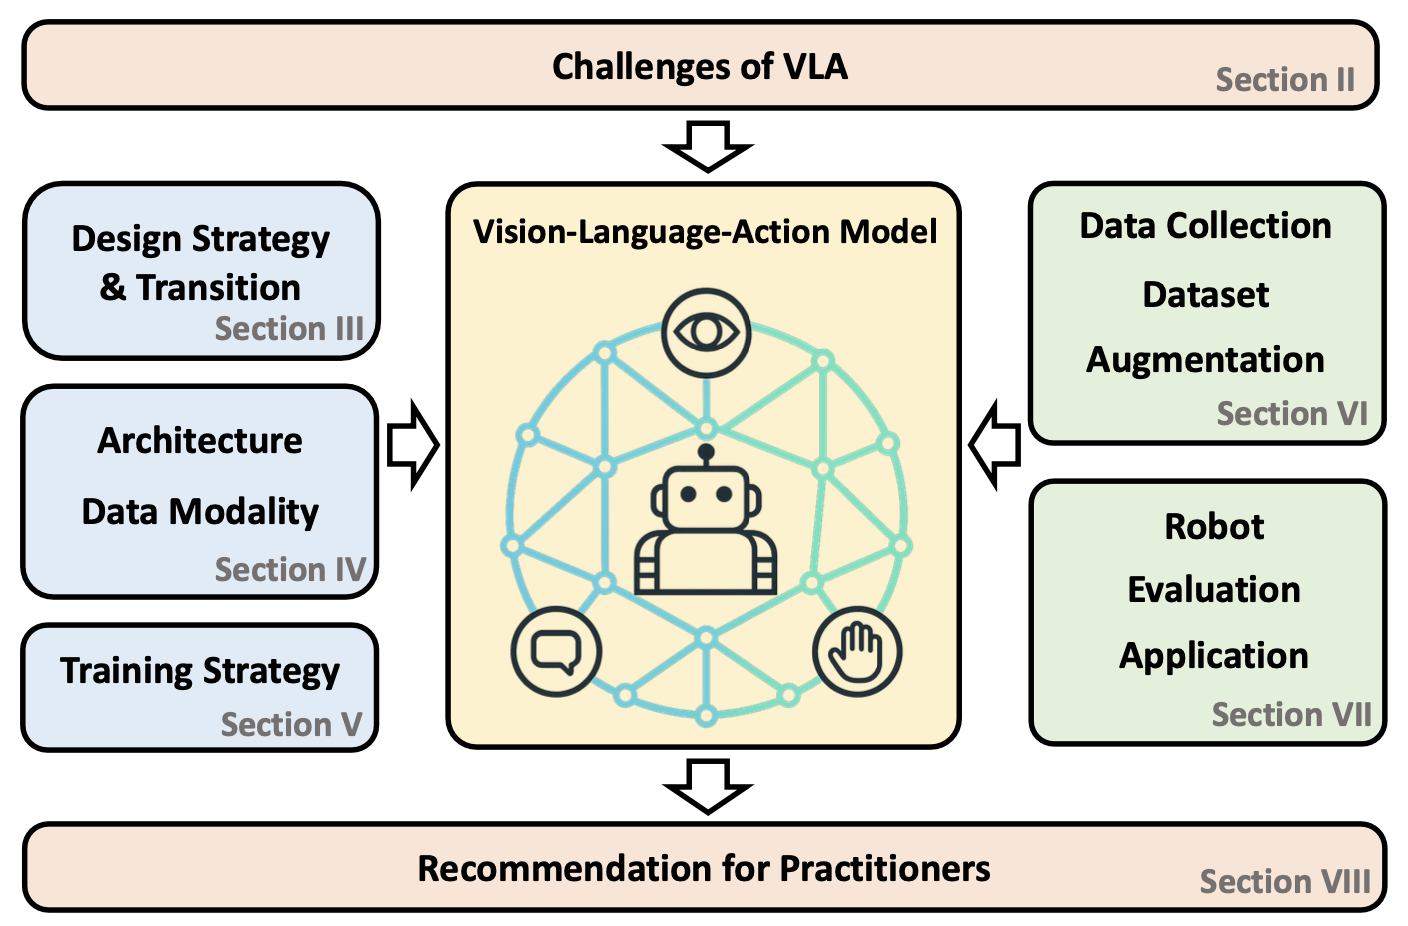 Challenges of VLA
Section II
Design Strategy
& Transition
Section III
Architecture
Data Modality
Section IV
Training Strategy
Section V
Vision-Language-Action Model
Data Collection
Dataset
Augmentation
Section VI
Robot
Evaluation
Application
Section VII
Recommendation for Practitioners
Section VIII